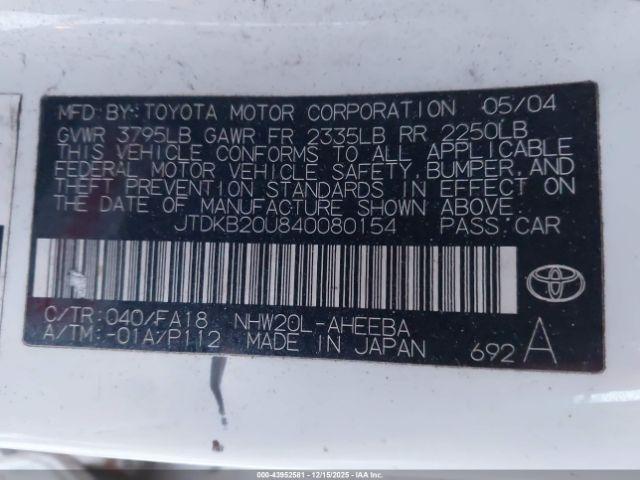 MFD. BY: TOYOTA MOTOR CORPORATION 05/04
GVWR 3795LB GAWR FR 2335LB RR 2250LB
THIS VEHICLE CONFORMS TO ALL APPLICABLE
FEDERAL MOTOR VEHICLE SAFETY, BUMPER, AND
THEFT PREVENTION STANDARDS IN EFFECT ON
THE DATE OF MANUFACTURE SHOWN ABOVE.
JTDKB20U840080154 PASS. CAR
C/TR: 040/FA18 NHW20L-AHEEBA
A/TM: -01A/P112 MADE IN JAPAN
692 A
000-43952581 - 12/15/2025 - IAAI.COM